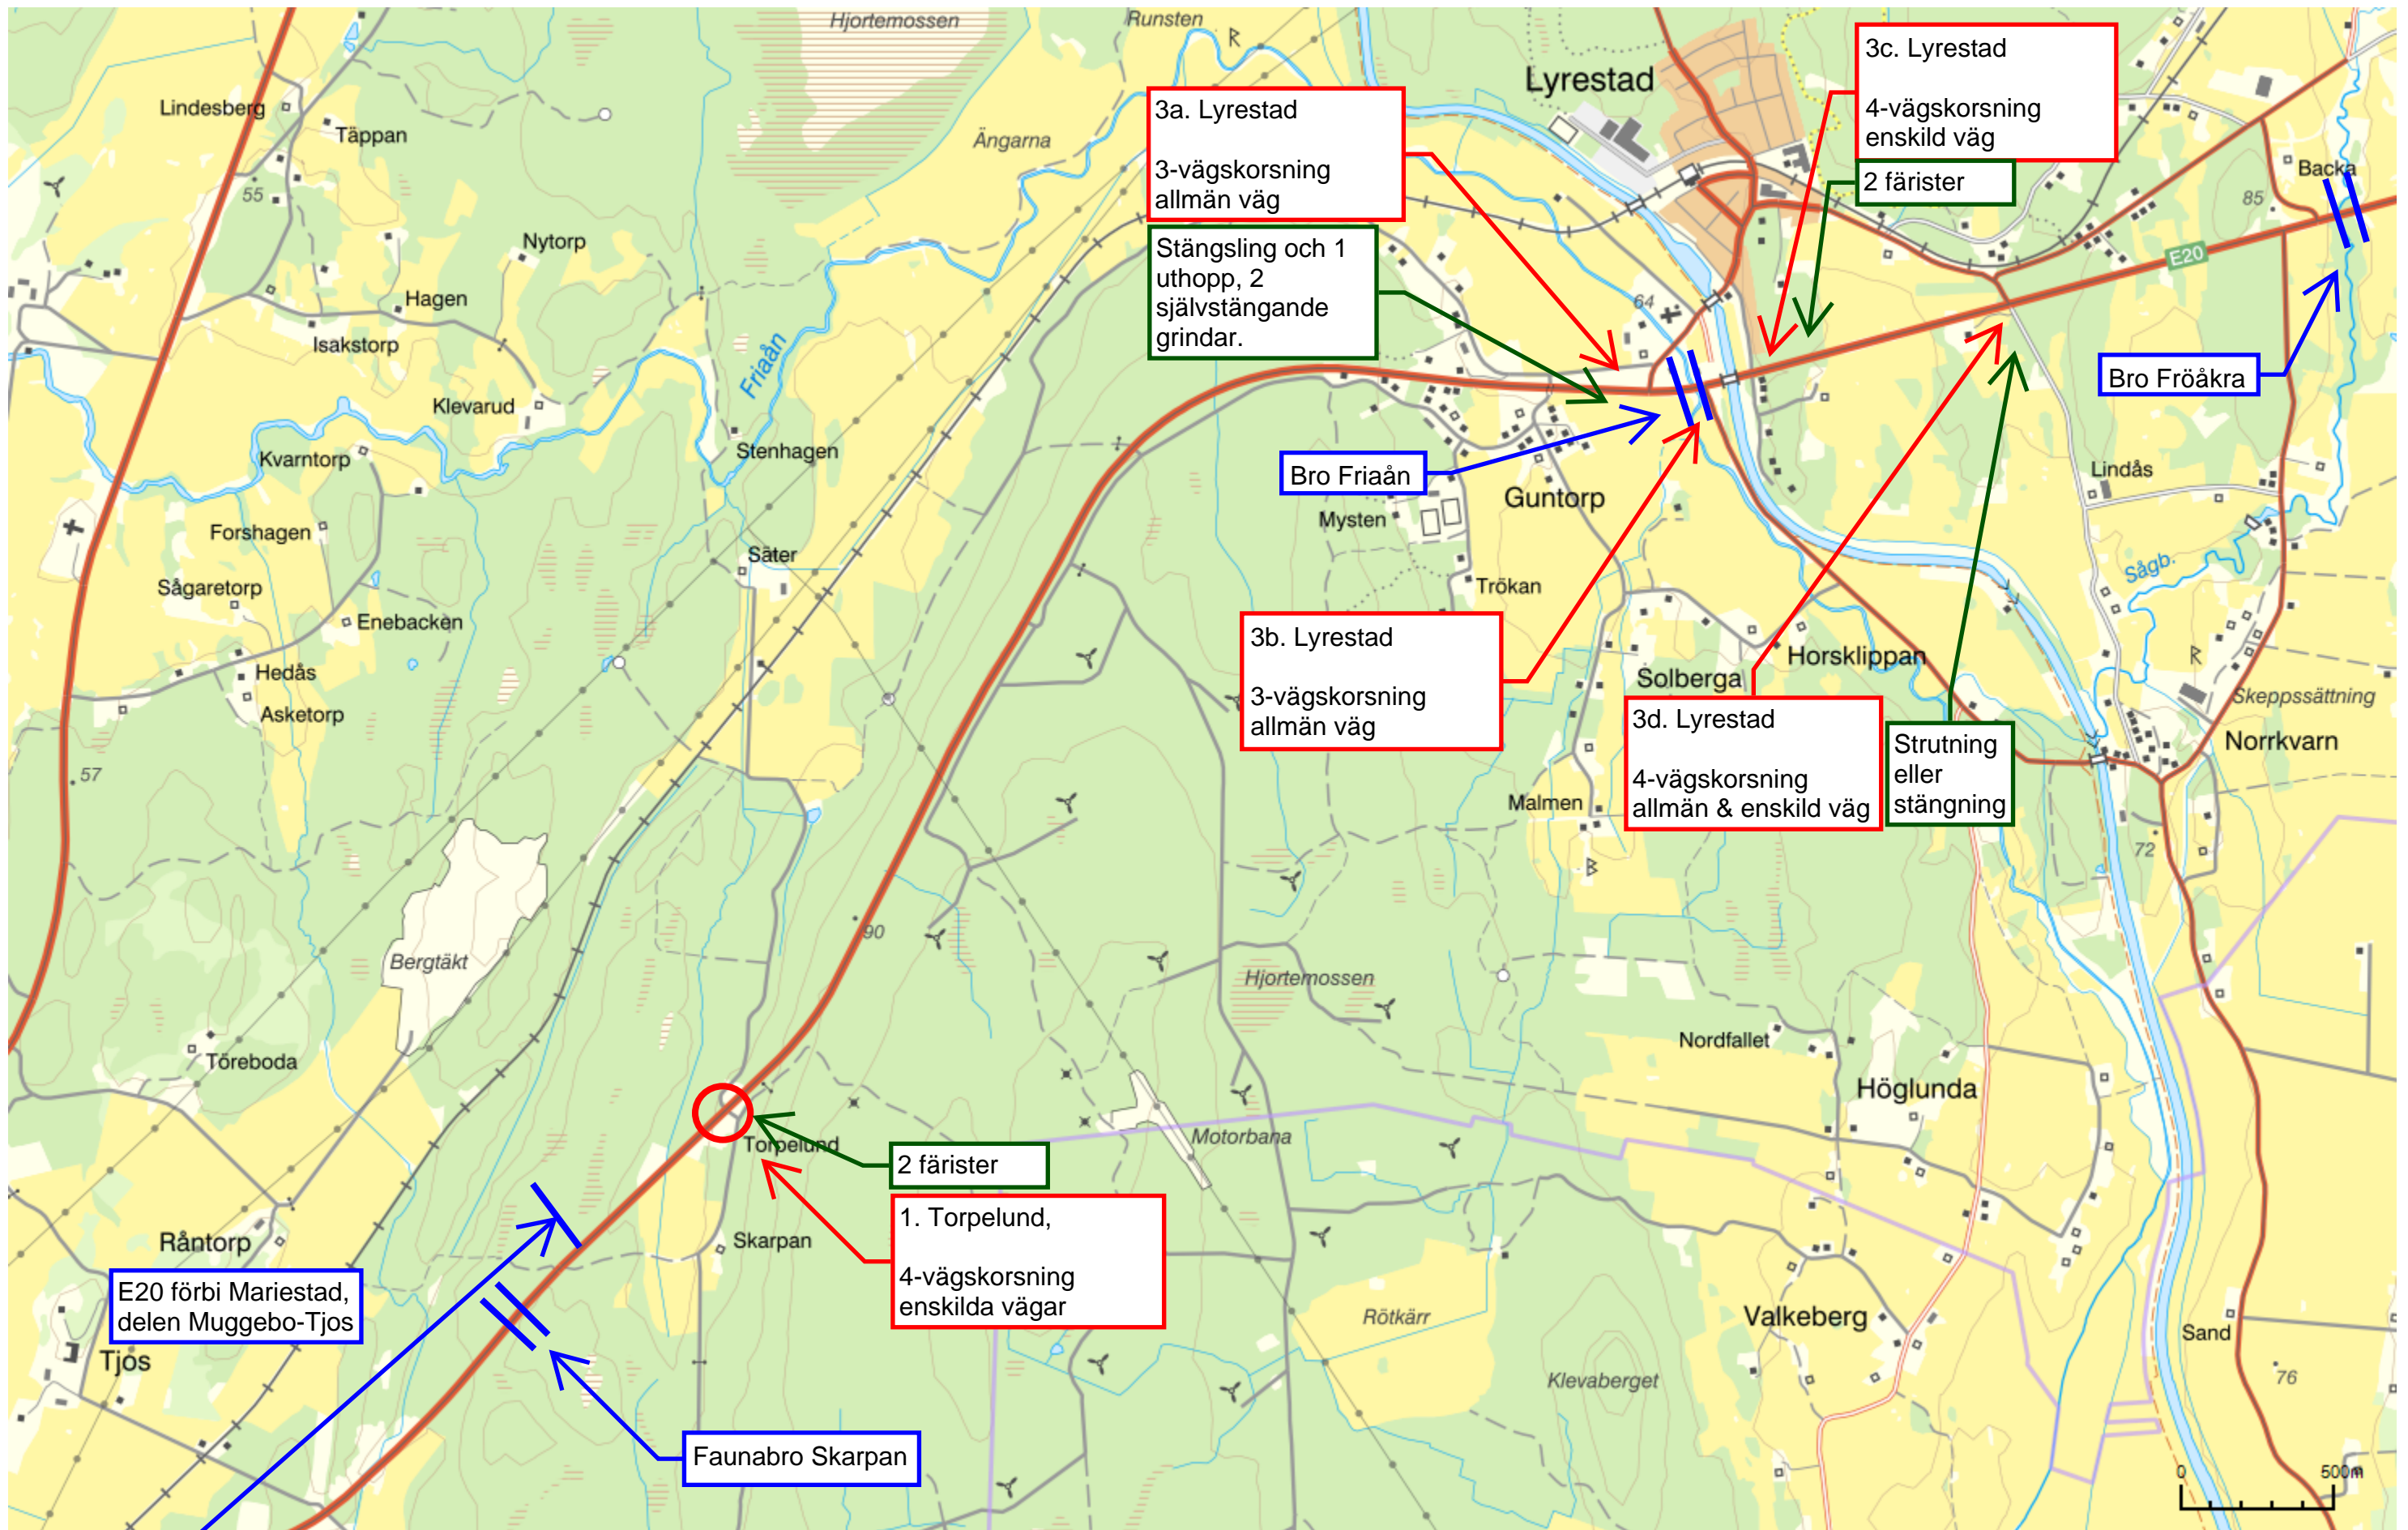 Hjortemossen
Runsten
Lyrestad
Lindesberg
Täppan
Ängarna
55
3a. Lyrestad
3-vägskorsning
allmän väg
Stängsling och 1
uthopp, 2
självstängande
grindar.
3c. Lyrestad
4-vägskorsning
enskild väg
2 färister
Backa
85
E20
Nytorp
Hagen
Isakstorp
Friaån
64
Bro Fröåkra
Klevarud
Kvarntorp
Stenhagen
Bro Friaån
Guntorp
Mysten
Lindås
Forshagen
Säter
Sågaretorp
Enebacken
Trökan
Sågb.
Hedås
Asketorp
3b. Lyrestad
3-vägskorsning
allmän väg
Solberga
Horsklippan
Skeppssättning
3d. Lyrestad
4-vägskorsning
allmän & enskild väg
Strutning
eller
stängning
Norrkvarn
57
Malmen
72
90
Bergtäkt
Hjortemossen
Töreboda
Nordfallet
Höglunda
Torpelund
Motorbana
2 färister
1. Torpelund,
4-vägskorsning
enskilda vägar
Råntorp
Skarpan
E20 förbi Mariestad,
delen Muggebo-Tjos
Tjos
Rötkärr
Valkeberg
Sand
76
Klevaberget
Faunabro Skarpan
0
500m